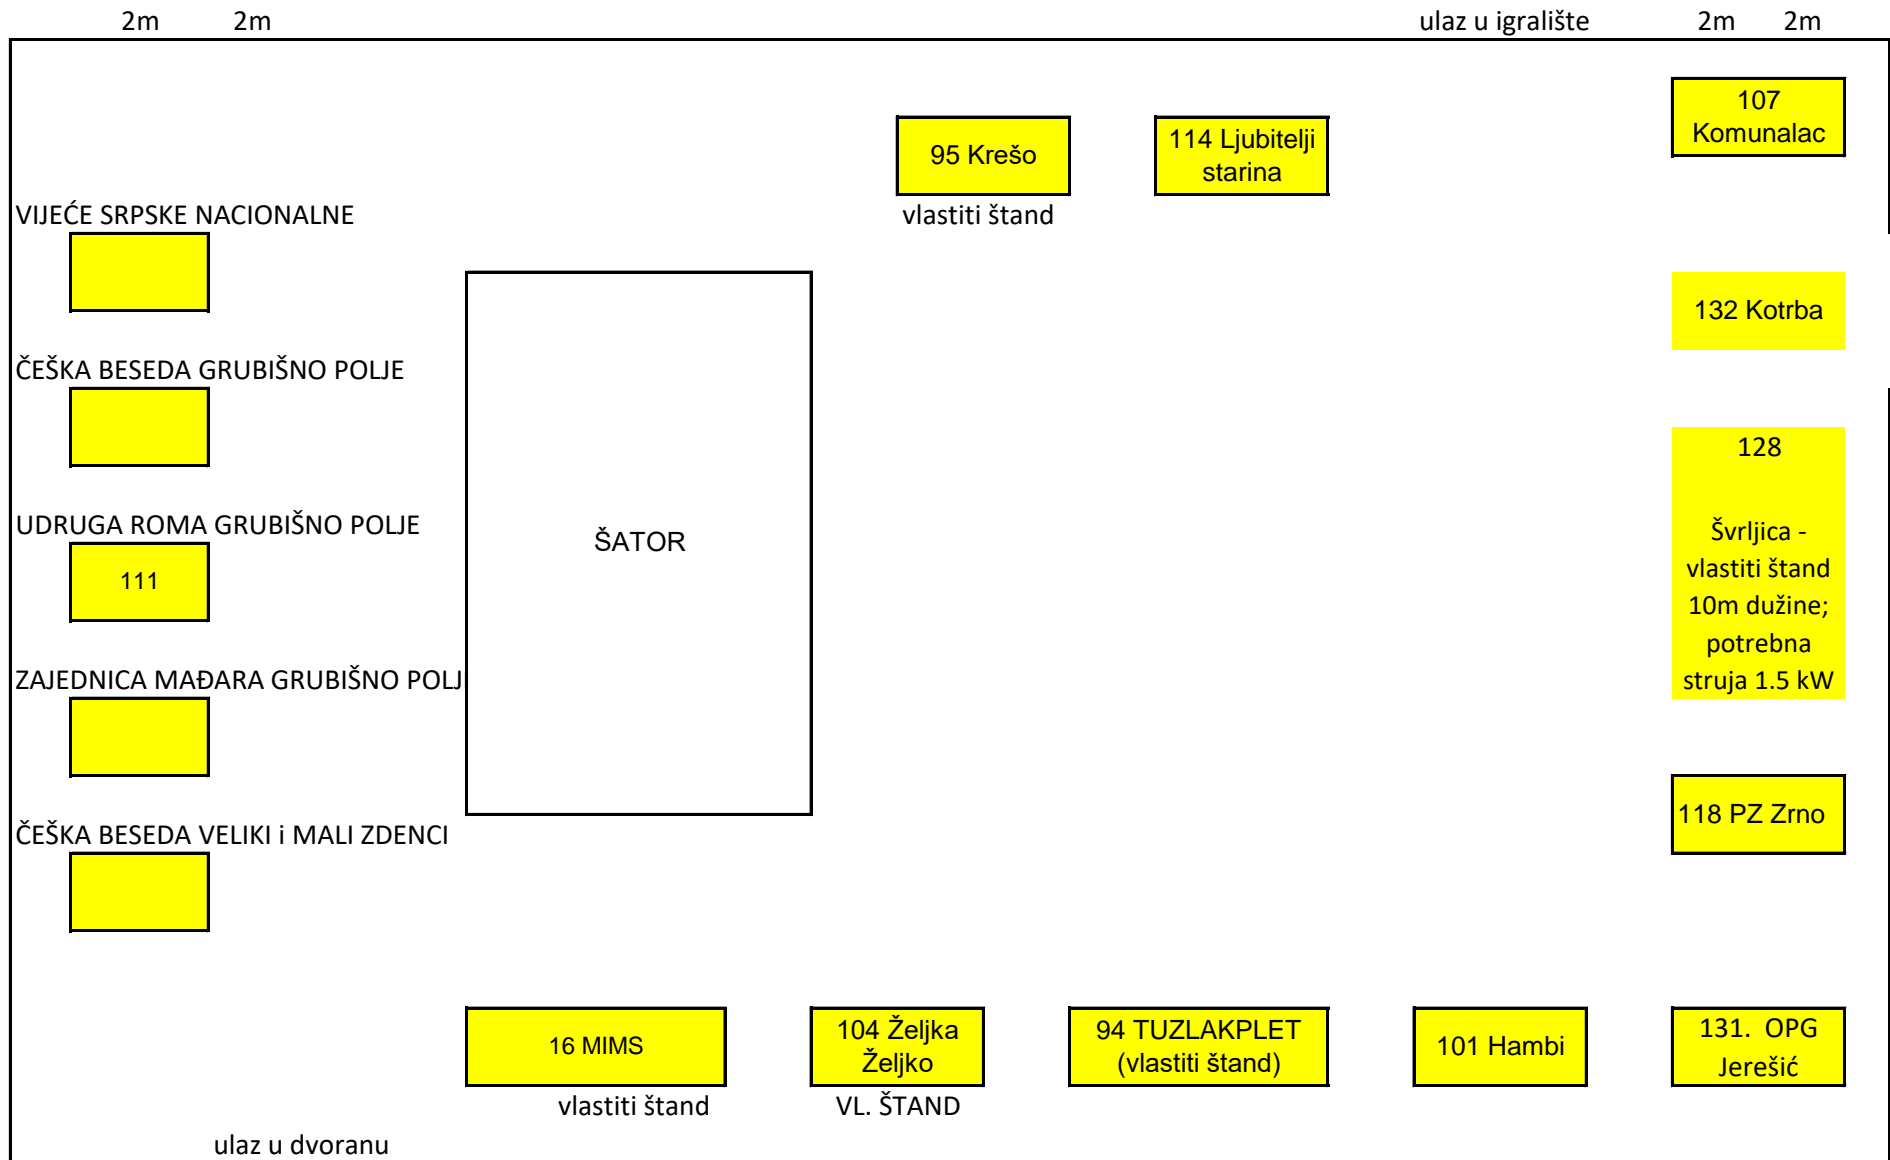 2m 2m ulaz u igralište 2m 2m
107
Komunalac
95 Krešo
114 Ljubitelji
starina
VIJEĆE SRPSKE NACIONALNE
vlastiti štand
132 Kotrba
ČEŠKA BESEDA GRUBIŠNO POLJE
128
UDRUGA ROMA GRUBIŠNO POLJE
111
ŠATOR
Švrljica -
vlastiti štand
10m dužine;
potrebna
struja 1.5 kW
ZAJEDNICA MAĐARA GRUBIŠNO POLJ
118 PZ Zrno
ČEŠKA BESEDA VELIKI i MALI ZDENCI
16 MIMS
104 Željka
Željko
94 TUZLAKPLET
(vlastiti štand)
101 Hambi
131. OPG
Jerešić
vlastiti štand
VL. ŠTAND
ulaz u dvoranu